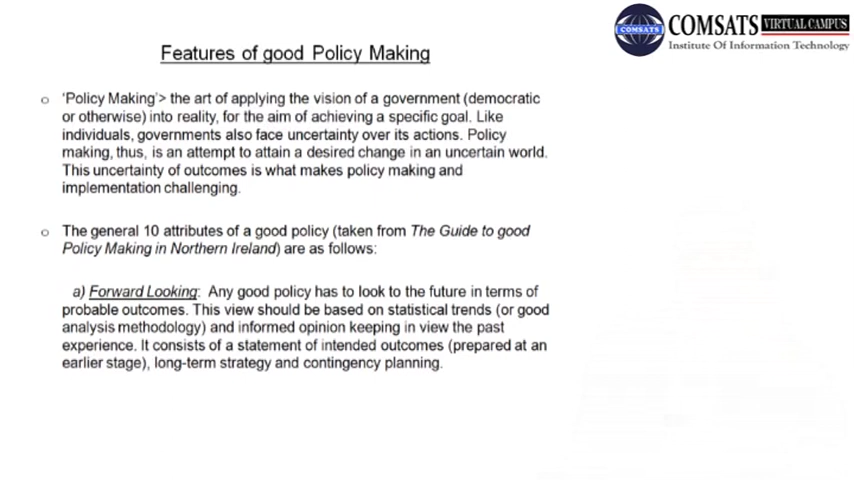 COMSATS
COMSATS VIRTUAL CAMPUS
Institute Of Information Technology
Features of good Policy Making
o 'Policy Making'> the art of applying the vision of a government (democratic
or otherwise) into reality, for the aim of achieving a specific goal. Like
individuals, governments also face uncertainty over its actions. Policy
making, thus, is an attempt to attain a desired change in an uncertain world.
This uncertainty of outcomes is what makes policy making and
implementation challenging.
o The general 10 attributes of a good policy (taken from The Guide to good
Policy Making in Northern Ireland) are as follows:
a) Forward Looking: Any good policy has to look to the future in terms of
probable outcomes. This view should be based on statistical trends (or good
analysis methodology) and informed opinion keeping in view the past
experience. It consists of a statement of intended outcomes (prepared at an
earlier stage), long-term strategy and contingency planning.